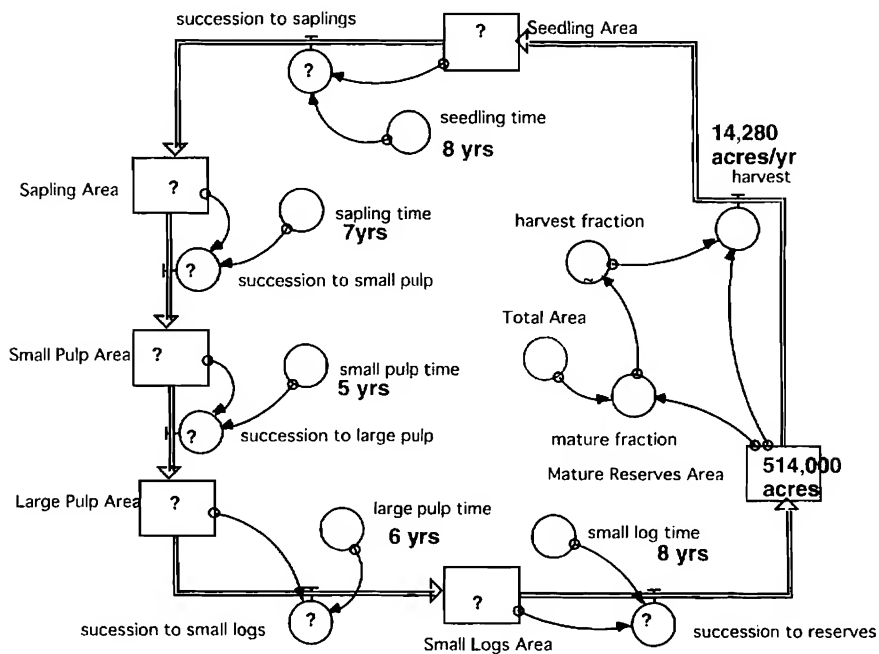 succession to saplings
?
Seedling Area
?
seedling time
8 yrs
14,280
acres/yr
harvest
Sapling Area
?
sapling time
7yrs
harvest fraction
?
succession to small pulp
~
Total Area
Small Pulp Area
?
small pulp time
5 yrs
?
succession to large pulp
mature fraction
Mature Reserves Area
514,000
acres
Large Pulp Area
?
large pulp time
6 yrs
small log time
8 yrs
?
?
?
sucession to small logs
Small Logs Area
succession to reserves